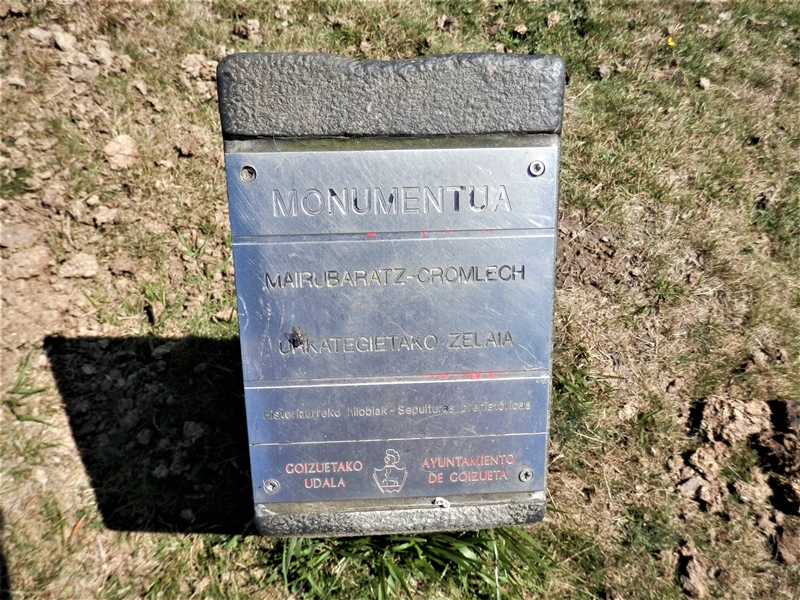 MONUMENTUA
MAIRUBARATZ-CROMLECH
URKATEGIETAKO ZELAIA
Historiaurreko hilobiak - Sepulturas prehistóricas
GOIZUETAKO UDALA
AYUNTAMIENTO DE GOIZUETA